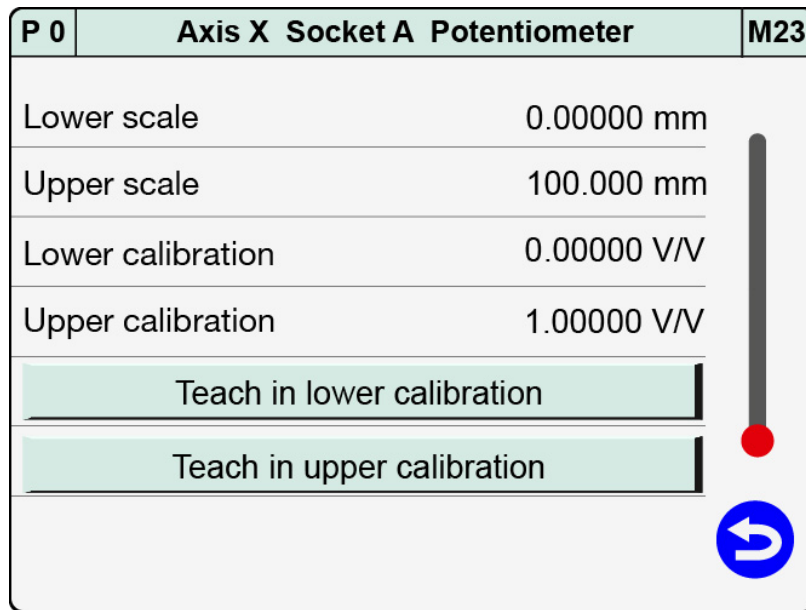 P 0 Axis X Socket A Potentiometer M23
Lower scale 0.00000 mm
Upper scale 100.000 mm
Lower calibration 0.00000 V/V
Upper calibration 1.00000 V/V
Teach in lower calibration
Teach in upper calibration